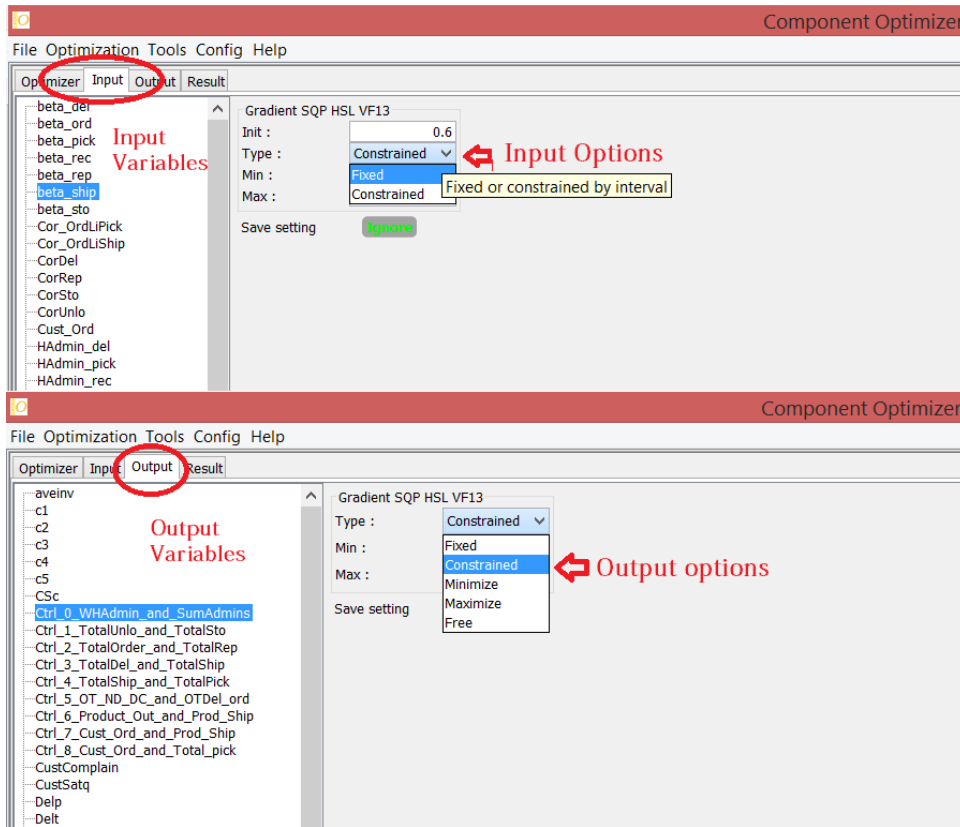 Component Optimizer
File Optimization Tools Config Help
Optimizer Input Output Result
beta_del
beta_ord
beta_pick
beta_rec
beta_rep
beta_ship
beta_sto
Cor_OrdLiPick
Cor_OrdLiShip
CorDel
CorRep
CorSto
CorUnlo
Cust_Ord
HAdmin_del
HAdmin_pick
HAdmin_rec
Input
Variables
Gradient SQP HSL VF13
Init : 0.6
Type : Constrained
Min : Fixed
Max : Constrained
Input Options
Fixed or constrained by interval
Save setting Ignore
Component Optimizer
File Optimization Tools Config Help
Optimizer Input Output Result
aveinv
c1
c2
c3
c4
c5
CSc
Ctrl_0_WHAdmin_and_SumAdmins
Ctrl_1_TotalUnlo_and_TotalSto
Ctrl_2_TotalOrder_and_TotalRep
Ctrl_3_TotalDel_and_TotalShip
Ctrl_4_TotalShip_and_TotalPick
Ctrl_5_OT_ND_DC_and_OTDel_ord
Ctrl_6_Product_Out_and_Prod_Ship
Ctrl_7_Cust_Ord_and_Prod_Ship
Ctrl_8_Cust_Ord_and_Total_pick
CustComplain
CustSatq
Delp
Delt
Output
Variables
Gradient SQP HSL VF13
Type : Constrained
Min : Fixed
Constrained
Max : Minimize
Maximize
Save setting Free
Output options